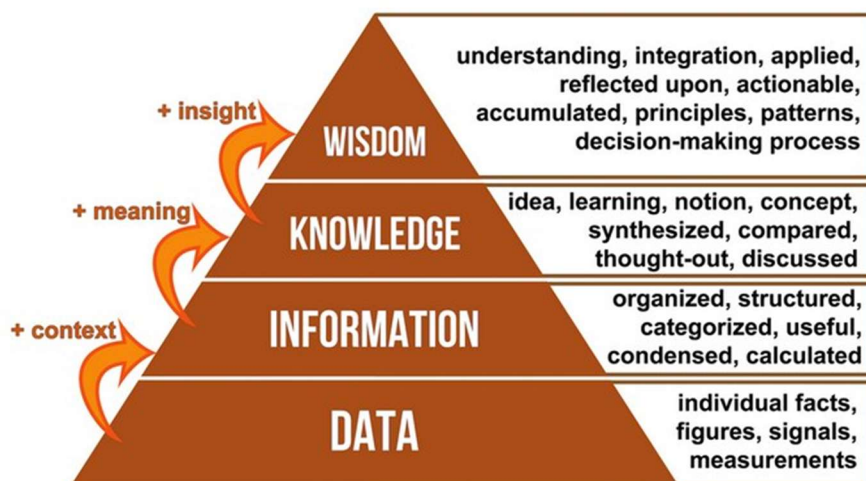 understanding, integration, applied,
reflected upon, actionable,
accumulated, principles, patterns,
decision-making process
+ insight
WISDOM
+ meaning
idea, learning, notion, concept,
synthesized, compared,
thought-out, discussed
KNOWLEDGE
+ context
organized, structured,
categorized, useful,
condensed, calculated
INFORMATION
individual facts,
figures, signals,
measurements
DATA